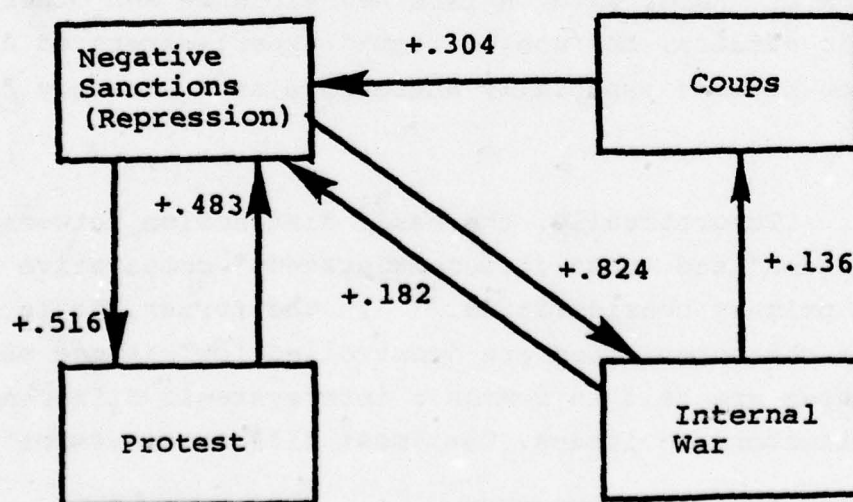 +.304
Negative
Sanctions
(Repression)
Coups
+.483
+.824
+.136
+.182
+.516
Protest
Internal
War